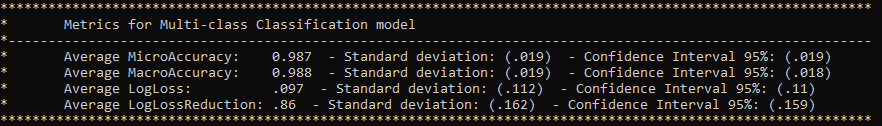 *************************************************************************************************************
*       Metrics for Multi-class Classification model
*------------------------------------------------------------------------------------------------------------
*       Average MicroAccuracy:    0.987  - Standard deviation: (.019)  - Confidence Interval 95%: (.019)
*       Average MacroAccuracy:    0.988  - Standard deviation: (.019)  - Confidence Interval 95%: (.018)
*       Average LogLoss:          .097  - Standard deviation: (.112)  - Confidence Interval 95%: (.11)
*       Average LogLossReduction: .86  - Standard deviation: (.162)  - Confidence Interval 95%: (.159)
*************************************************************************************************************